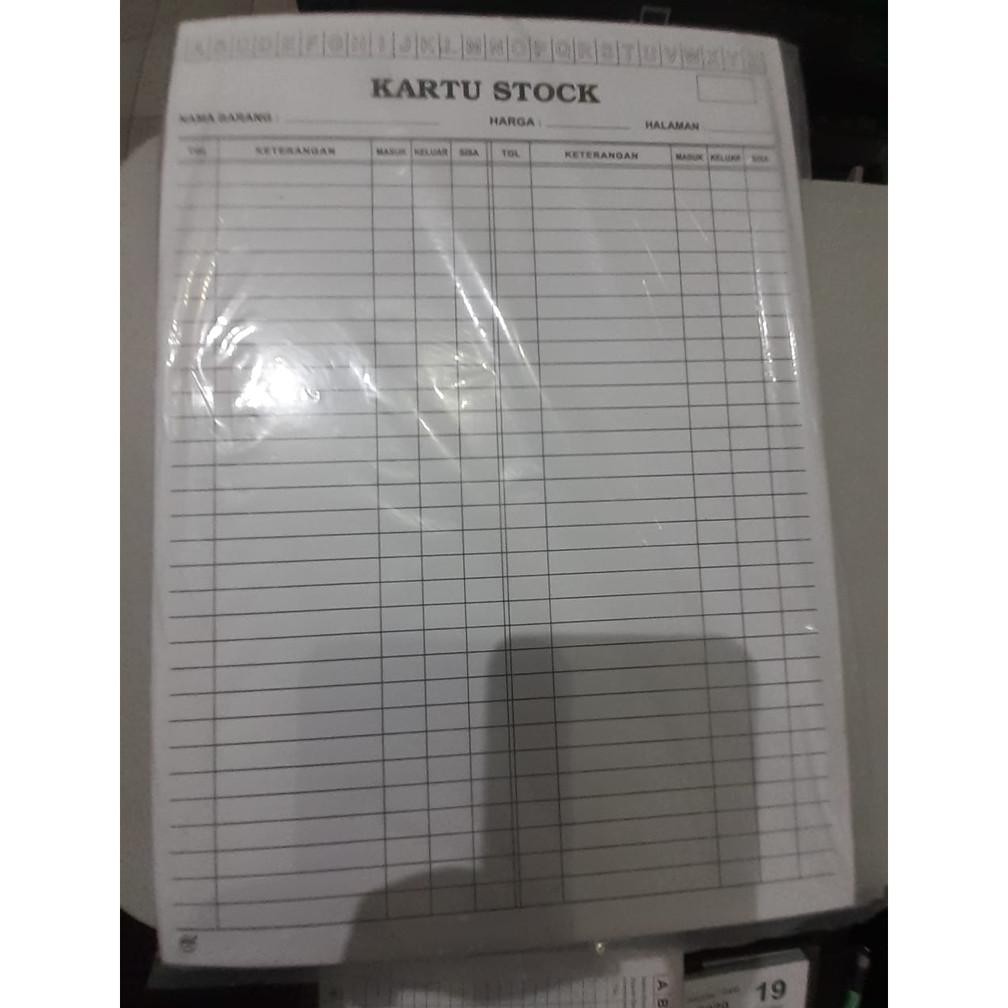 A B C D E F G H I J K L M N O P Q R S T U V W X Y Z
KARTU STOCK
NAMA BARANG : HARGA : HALAMAN
TGL KETERANGAN MASUK KELUAR SISA TGL KETERANGAN MASUK KELUAR SISA
A B
19